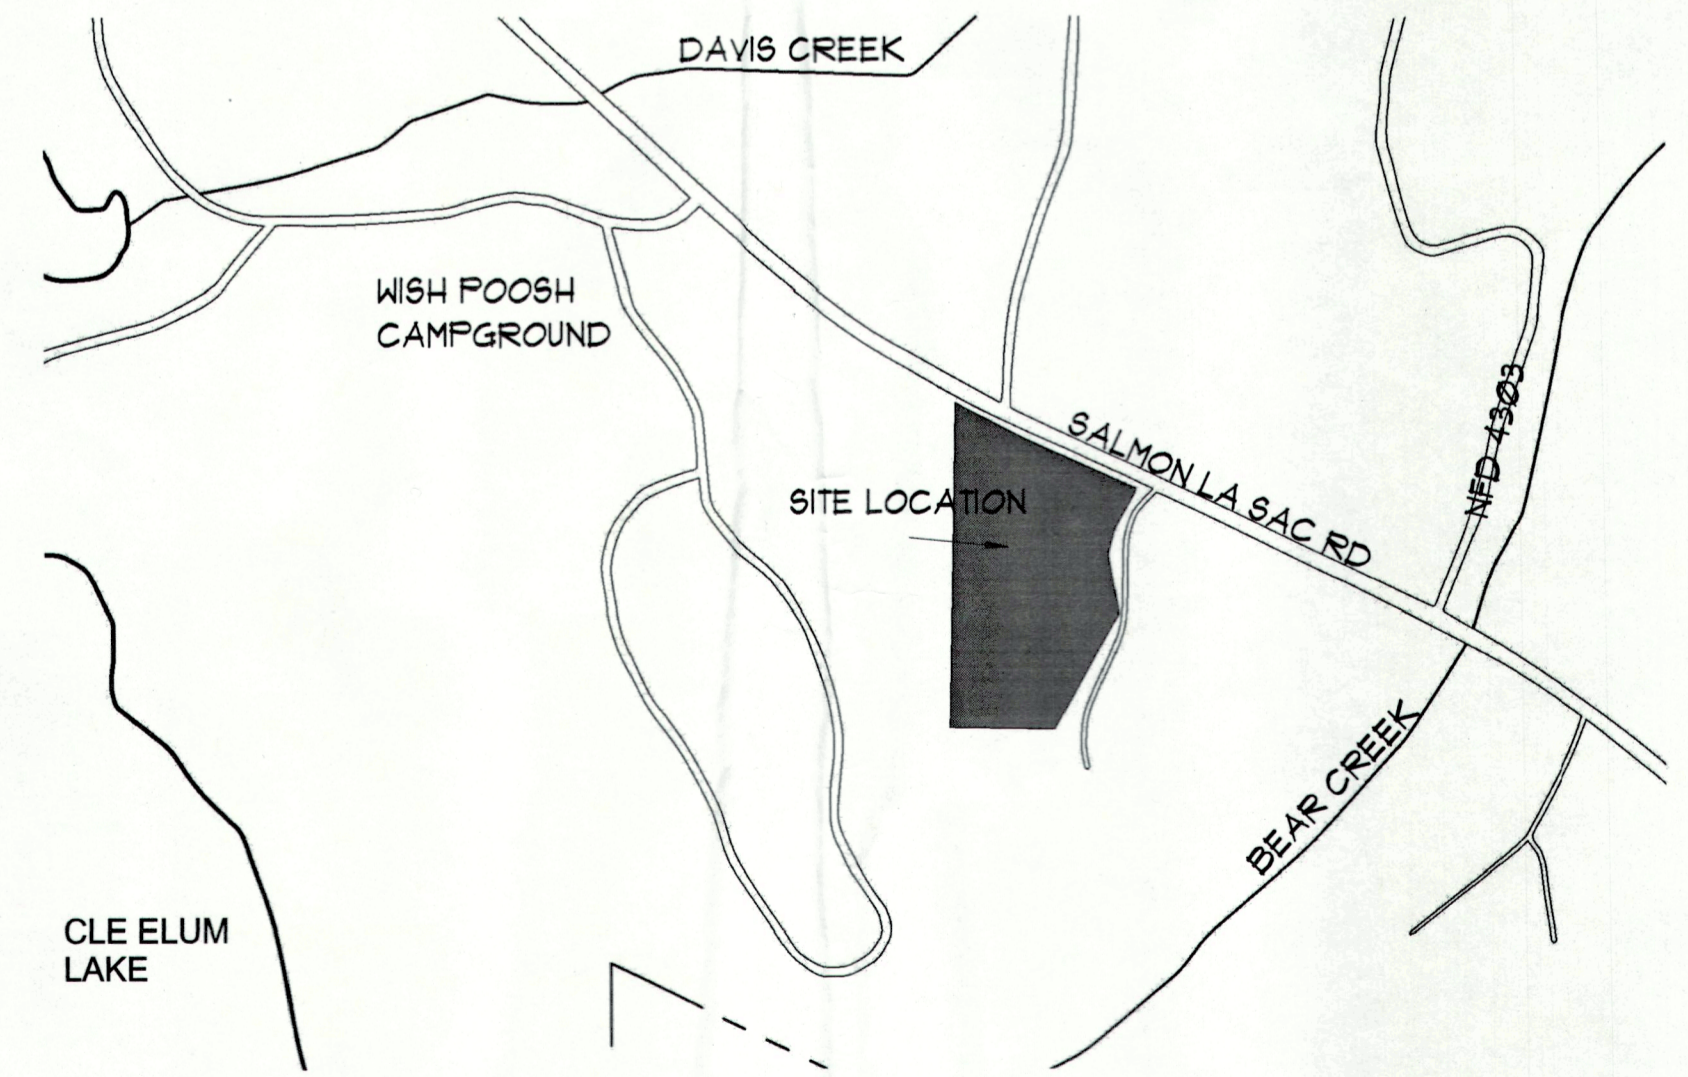 DAVIS CREEK
WISH POOSH
CAMPGROUND
SITE LOCATION
SALMON LA SAC RD
NFD 4303
BEAR CREEK
CLE ELUM
LAKE